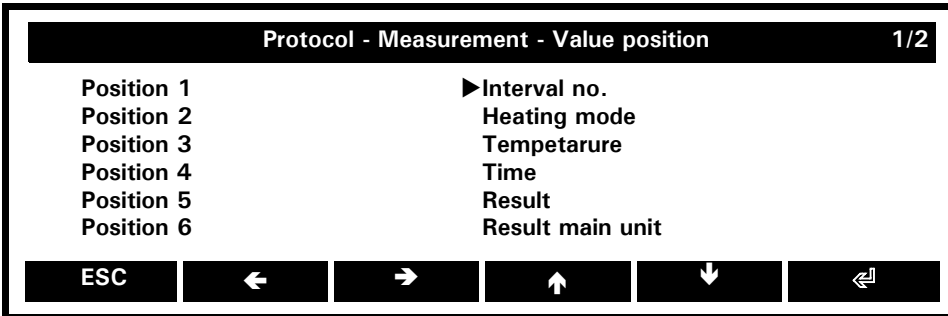 Protocol - Measurement - Value position 1/2
Position 1 ▶Interval no.
Position 2 Heating mode
Position 3 Tempetarure
Position 4 Time
Position 5 Result
Position 6 Result main unit
ESC